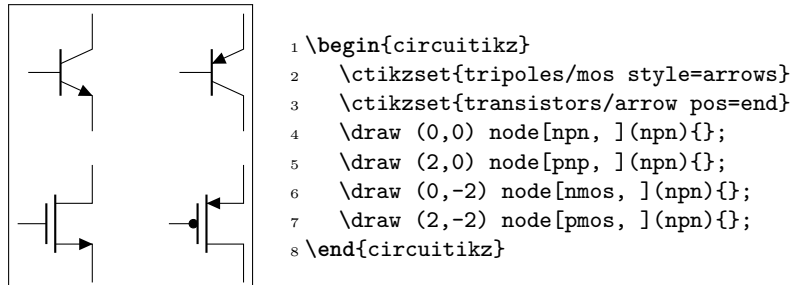 1 \begin{circuitikz}
2 \ctikzset{tripoles/mos style=arrows}
3 \ctikzset{transistors/arrow pos=end}
4 \draw (0,0) node[npn, ](npn){};
5 \draw (2,0) node[pnp, ](npn){};
6 \draw (0,-2) node[nmos, ](npn){};
7 \draw (2,-2) node[pmos, ](npn){};
8 \end{circuitikz}